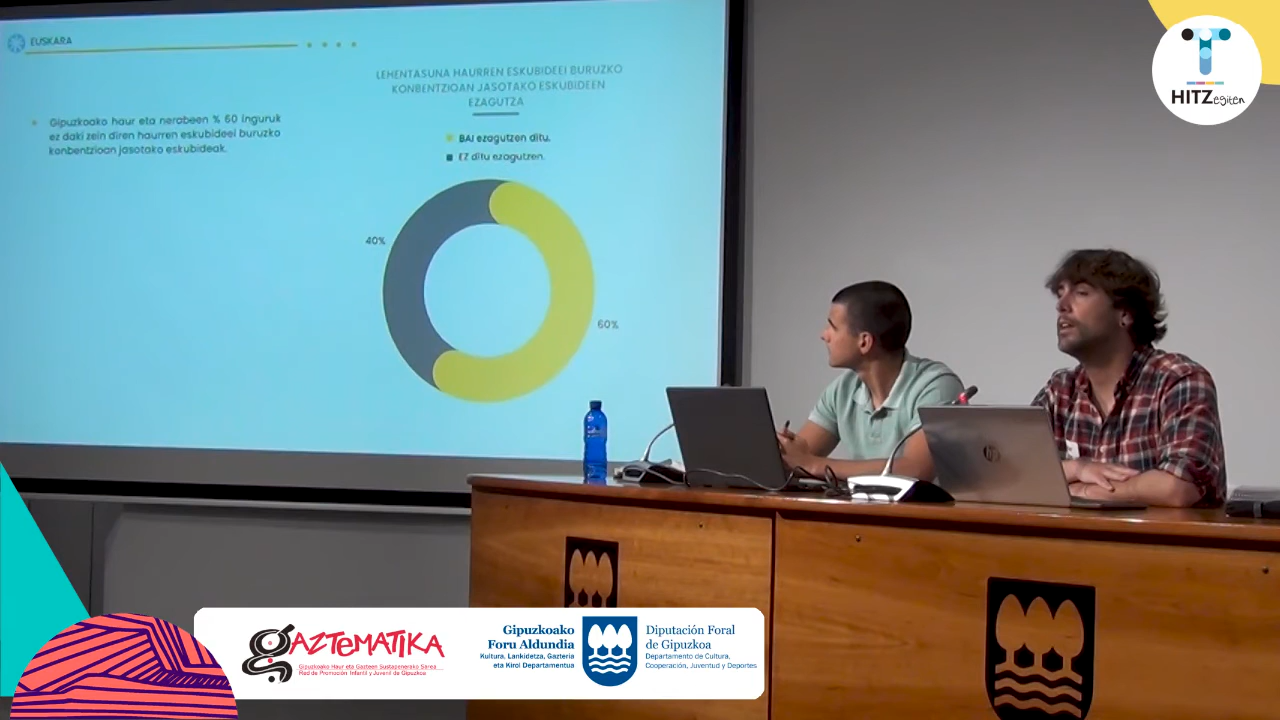 EUSKARA
Gipuzkoako haur eta nerabeen % 60 inguruk
ez daki zein diren haurren eskubideei buruzko
konbentzioan jasotako eskubideak.
LEHENTASUNA HAURREN ESKUBIDEEI BURUZKO
KONBENTZIOAN JASOTAKO ESKUBIDEEN
EZAGUTZA
BAI ezagutzen ditu.
EZ ditu ezagutzen.
40%
60%
HITZegiten
gAZTEMATIKA
Gipuzkoako Haur eta Gazteen Sustapenerako Sarea
Red de Promoción Infantil y Juvenil de Gipuzkoa
Gipuzkoako
Foru Aldundia
Kultura, Lankidetza, Gazteria
eta Kirol Departamentua
Diputación Foral
de Gipuzkoa
Departamento de Cultura,
Cooperación, Juventud y Deportes
hp